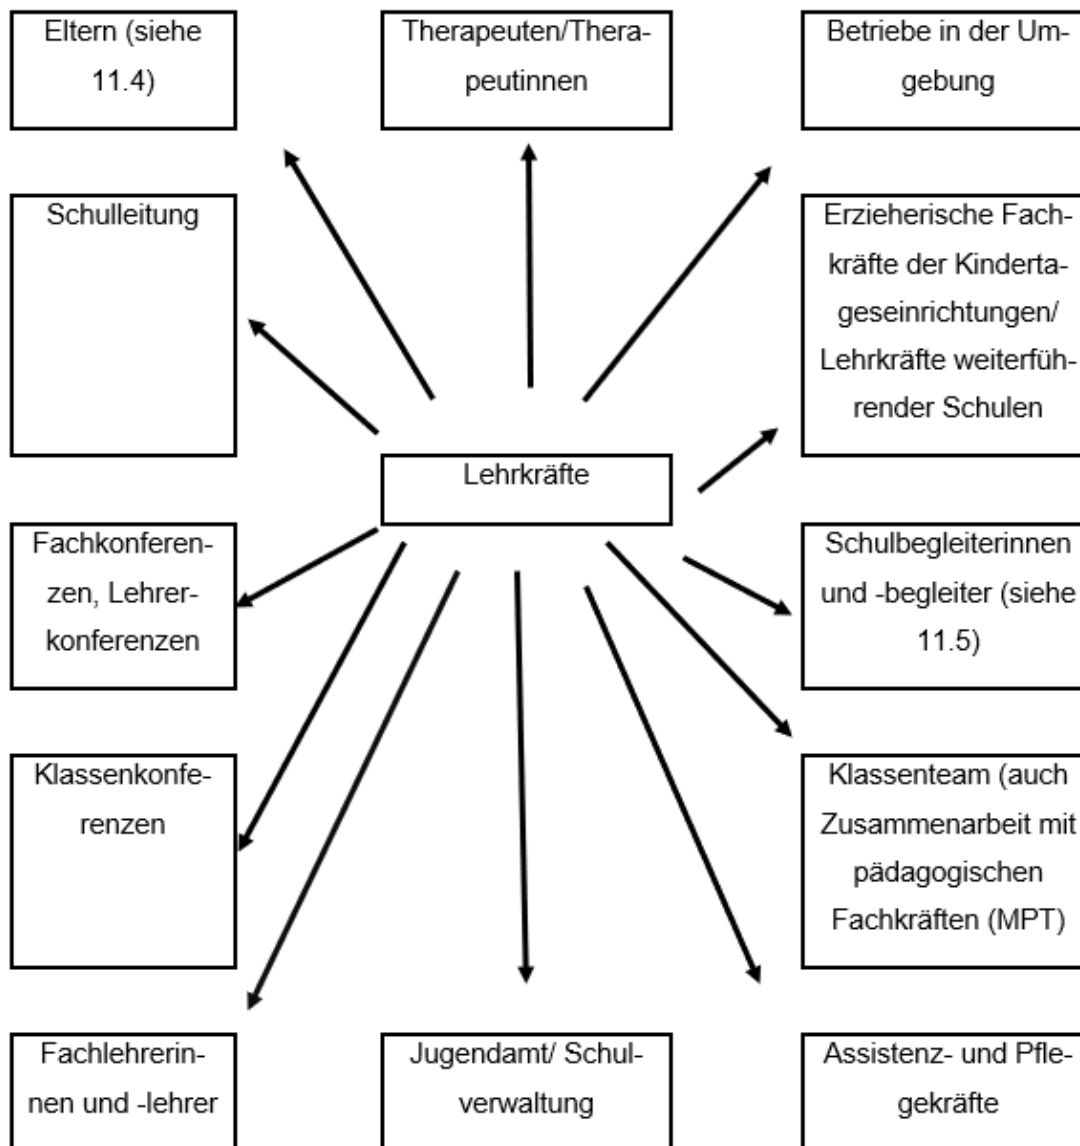 Eltern (siehe
11.4)
Therapeuten/Thera-
peutinnen
Betriebe in der Um-
gebung
Schulleitung
Erzieherische Fach-
kräfte der Kinderta-
geseinrichtungen/
Lehrkräfte weiterfüh-
render Schulen
Lehrkräfte
Fachkonferen-
zen, Lehrer-
konferenzen
Schulbegleiterinnen
und -begleiter (siehe
11.5)
Klassenkonfe-
renzen
Klassenteam (auch
Zusammenarbeit mit
pädagogischen
Fachkräften (MPT)
Fachlehrerin-
nen und -lehrer
Jugendamt/ Schul-
verwaltung
Assistenz- und Pfle-
gekräfte